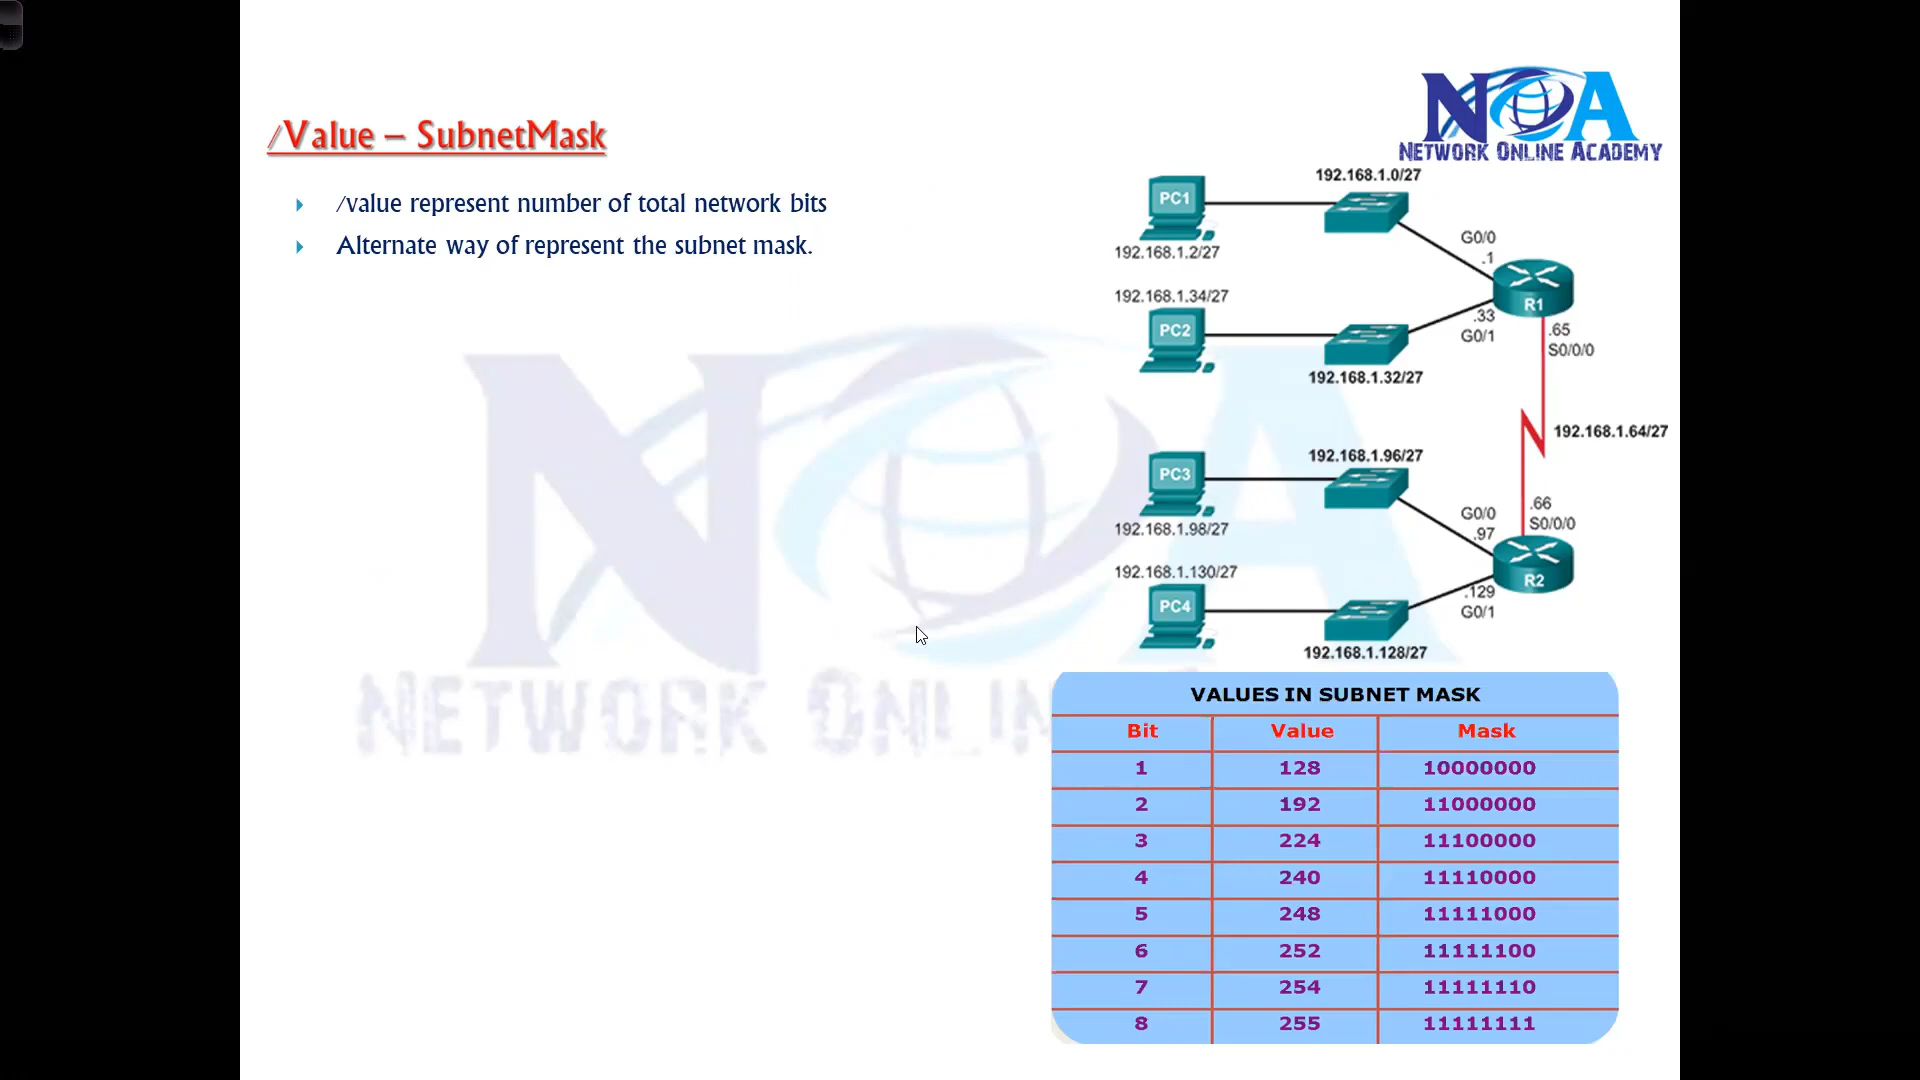 /Value – SubnetMask
/value represent number of total network bits
Alternate way of represent the subnet mask.
NOA
NETWORK ONLINE ACADEMY
192.168.1.0/27
PC1
192.168.1.2/27
G0/0
.1
R1
192.168.1.34/27
PC2
.33
G0/1
192.168.1.32/27
.65
S0/0/0
192.168.1.64/27
192.168.1.96/27
PC3
192.168.1.98/27
G0/0
.97
.66
S0/0/0
R2
192.168.1.130/27
PC4
.129
G0/1
192.168.1.128/27
NOA
NETWORK ONLIN
VALUES IN SUBNET MASK
Bit Value Mask
1 128 10000000
2 192 11000000
3 224 11100000
4 240 11110000
5 248 11111000
6 252 11111100
7 254 11111110
8 255 11111111